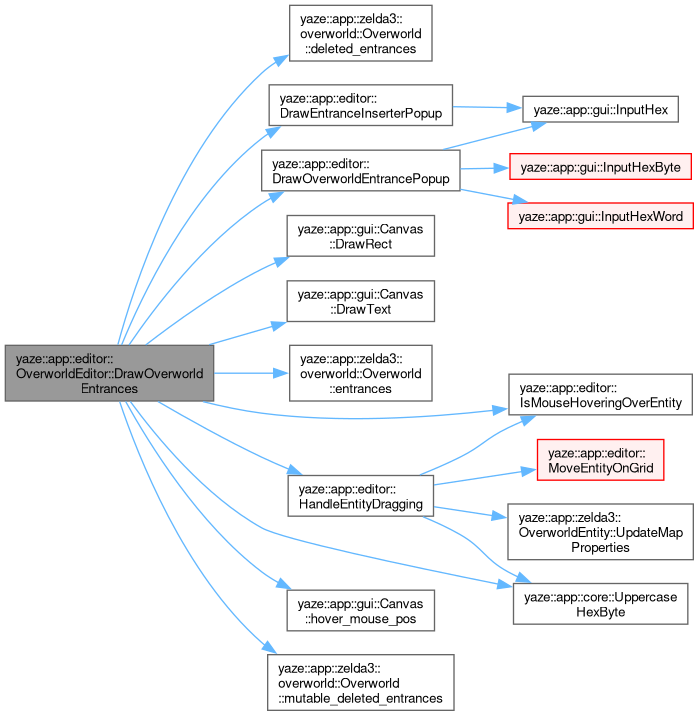 yaze::app::zelda3::
overworld::Overworld
::deleted_entrances
yaze::app::editor::
DrawEntranceInserterPopup
yaze::app::gui::InputHex
yaze::app::editor::
DrawOverworldEntrancePopup
yaze::app::gui::InputHexByte
yaze::app::gui::InputHexWord
yaze::app::gui::Canvas
::DrawRect
yaze::app::gui::Canvas
::DrawText
yaze::app::editor::
OverworldEditor::DrawOverworld
Entrances
yaze::app::zelda3::
overworld::Overworld
::entrances
yaze::app::editor::
IsMouseHoveringOverEntity
yaze::app::editor::
MoveEntityOnGrid
yaze::app::editor::
HandleEntityDragging
yaze::app::zelda3::
OverworldEntity::UpdateMap
Properties
yaze::app::core::Uppercase
HexByte
yaze::app::gui::Canvas
::hover_mouse_pos
yaze::app::zelda3::
overworld::Overworld
::mutable_deleted_entrances